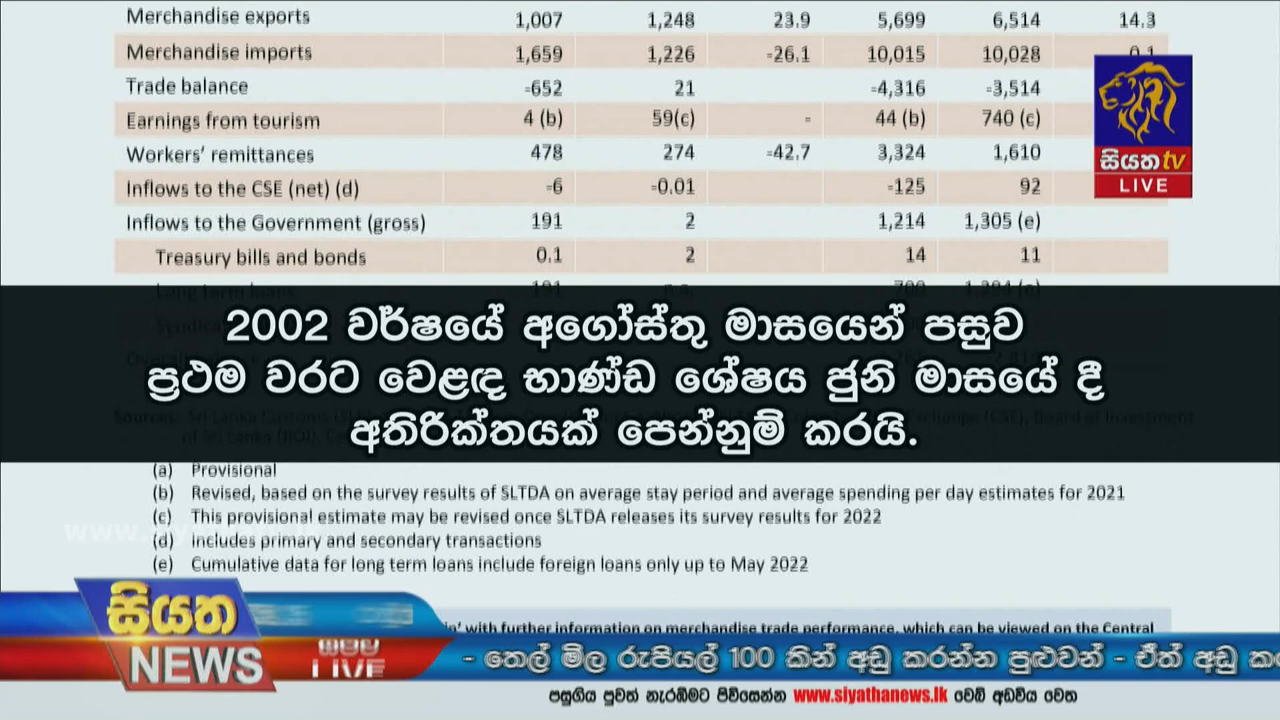 Merchandise exports 1,007 1,248 23.9 5,699 6,514 14.3
Merchandise imports 1,659 1,226 -26.1 10,015 10,028 0.1
Trade balance -652 21 -4,316 -3,514
Earnings from tourism 4 (b) 59(c) - 44 (b) 740 (c)
Workers' remittances 478 274 -42.7 3,324 1,610
Inflows to the CSE (net) (d) -6 -0.01 -125 92
Inflows to the Government (gross) 191 2 1,214 1,305 (e)
Treasury bills and bonds 0.1 2 14 11
සියත tv
LIVE
2002 වර්ෂයේ අගෝස්තු මාසයෙන් පසුව
ප්‍රථම වරට වෙළඳ භාණ්ඩ ශේෂය ජුනි මාසයේ දී
අතිරික්තයක් පෙන්නුම් කරයි.
(a) Provisional
(b) Revised, based on the survey results of SLTDA on average stay period and average spending per day estimates for 2021
(c) This provisional estimate may be revised once SLTDA releases its survey results for 2022
(d) Includes primary and secondary transactions
(e) Cumulative data for long term loans include foreign loans only up to May 2022
with further information on merchandise trade performance, which can be viewed on the Central
සියත
NEWS
සජීවී
LIVE
- තෙල් මිල රුපියල් 100 කින් අඩු කරන්න පුළුවන් - ඒත් අඩු
පසුගිය පුවත් නැරඹීමට පිවිසෙන්න www.siyathanews.lk වෙබ් අඩවිය වෙත